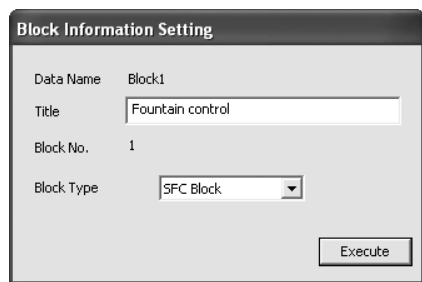 Block Information Setting
Data Name Block1
Title Fountain control
Block No. 1
Block Type SFC Block
Execute